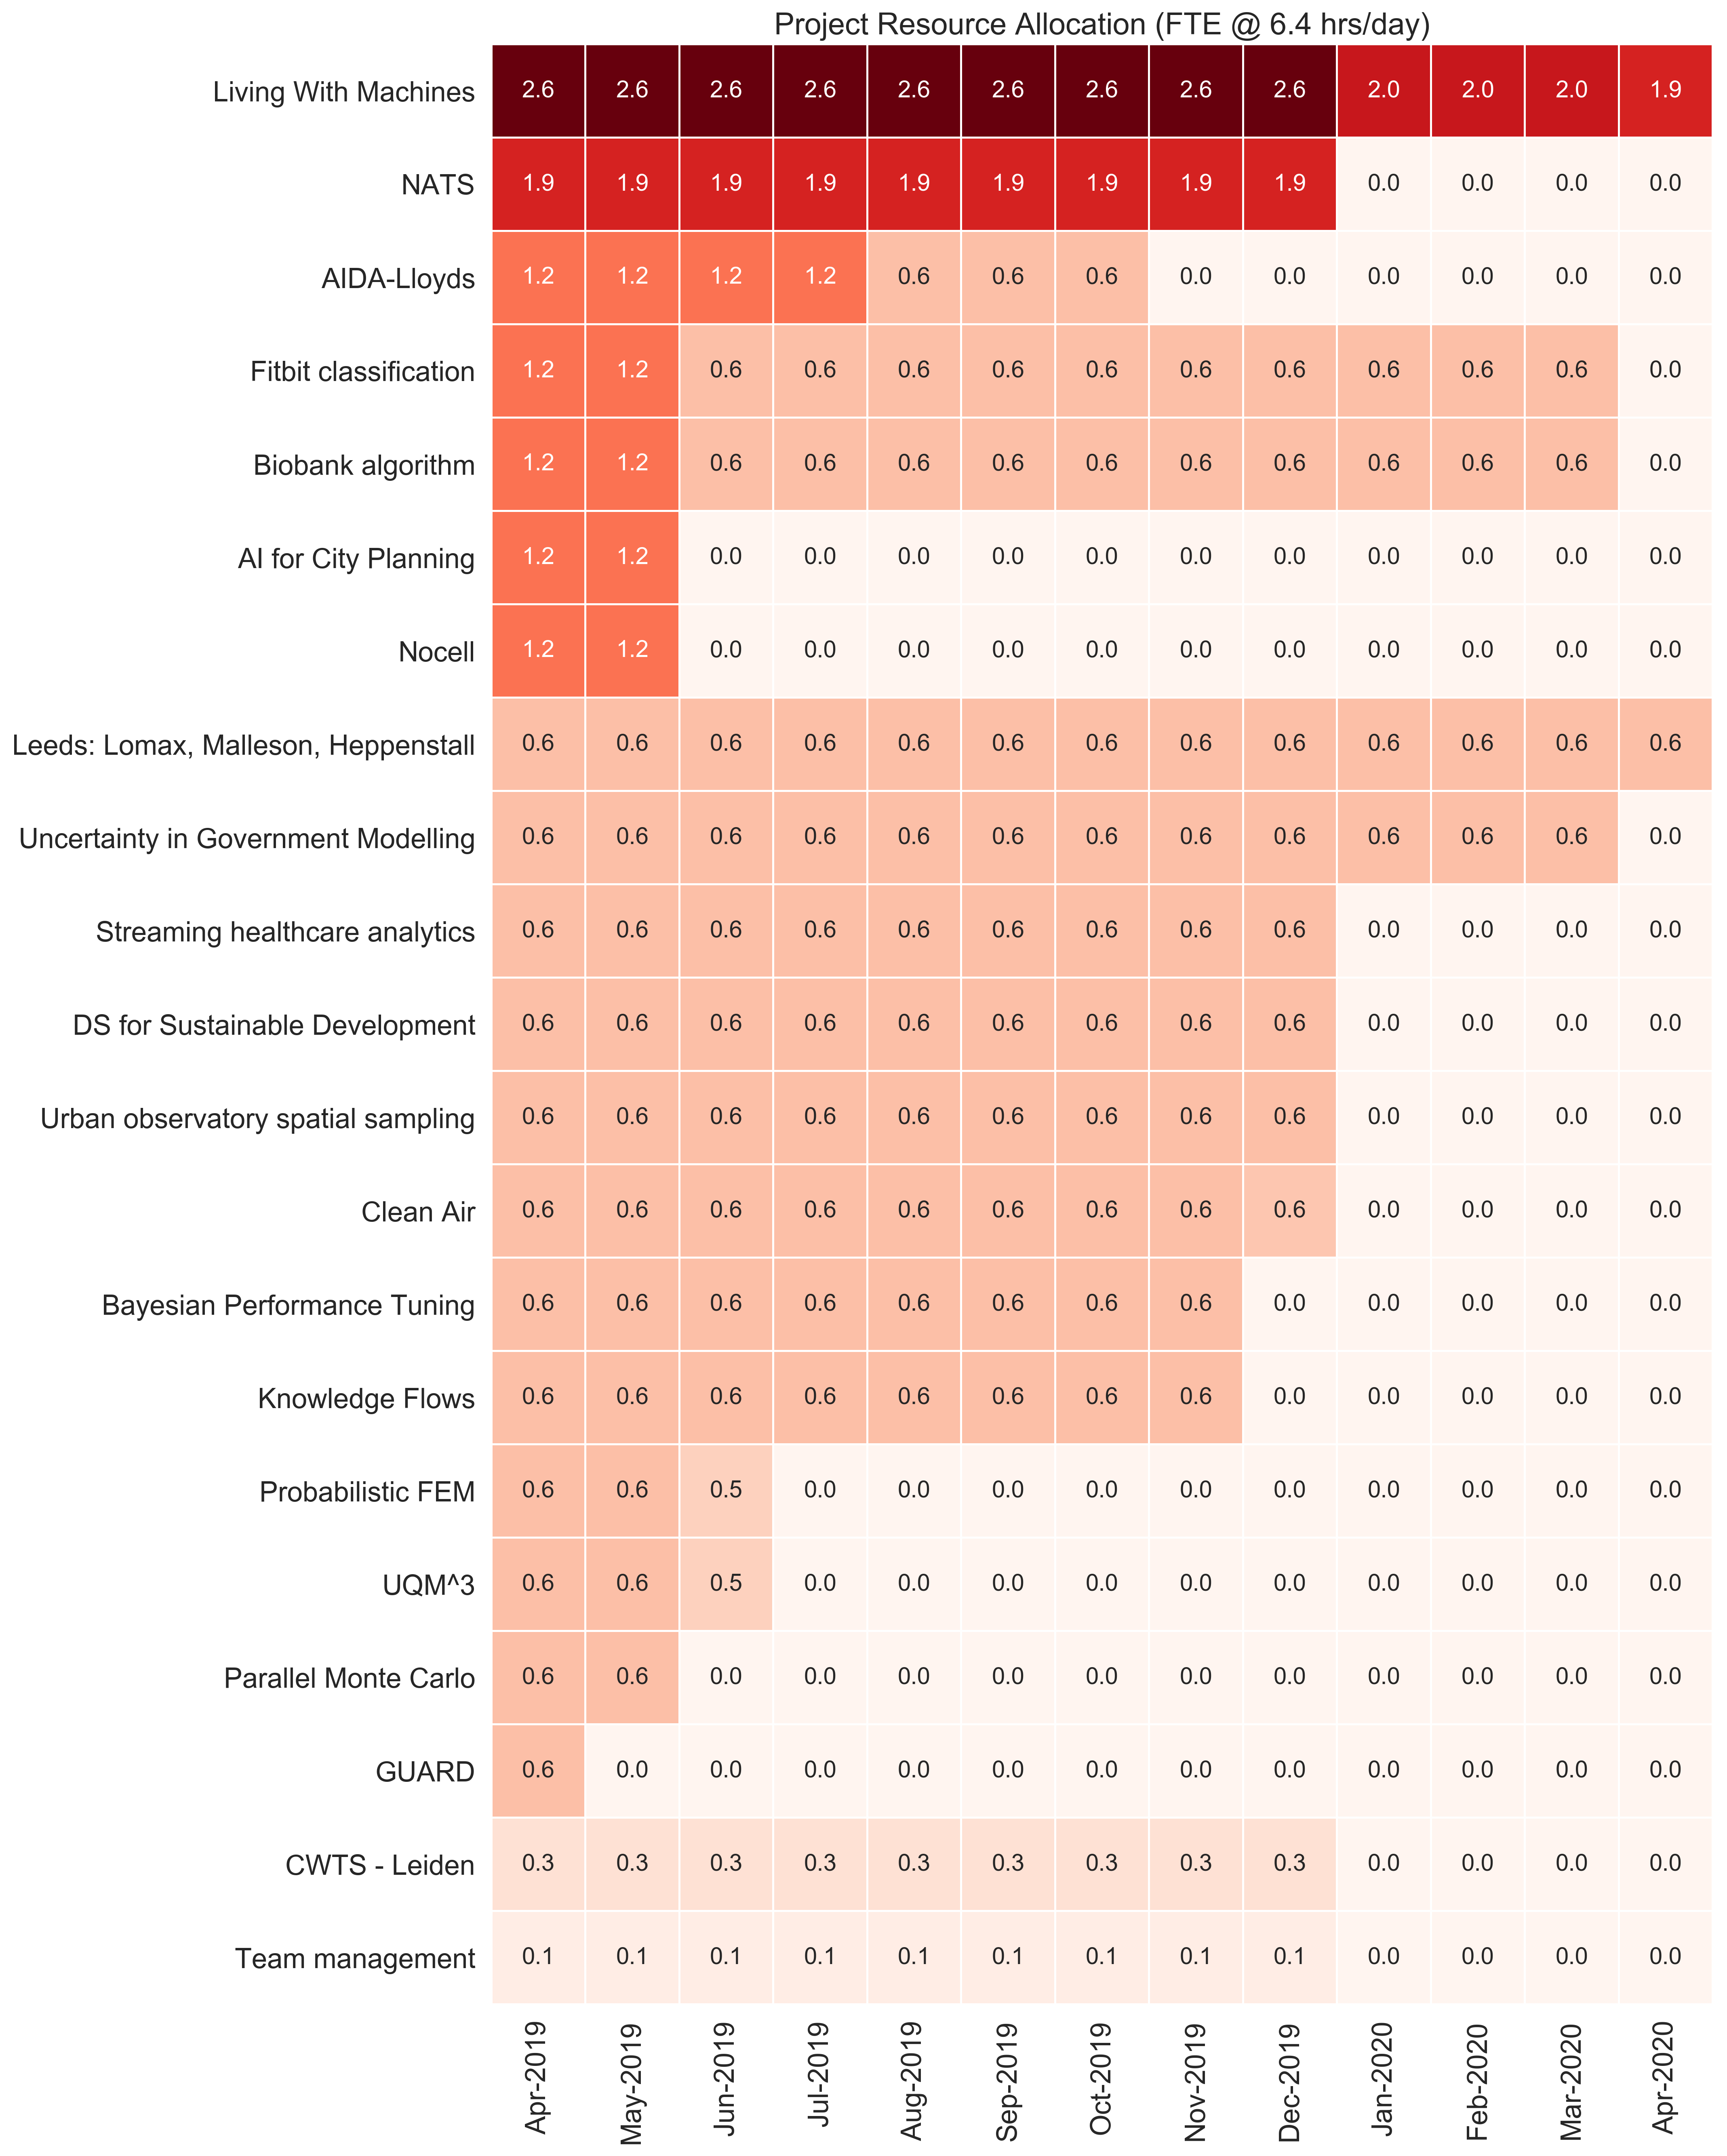 Project Resource Allocation (FTE @ 6.4 hrs/day)
Living With Machines 2.6 2.6 2.6 2.6 2.6 2.6 2.6 2.6 2.6 2.0 2.0 2.0 1.9
NATS 1.9 1.9 1.9 1.9 1.9 1.9 1.9 1.9 1.9 0.0 0.0 0.0 0.0
AIDA-Lloyds 1.2 1.2 1.2 1.2 0.6 0.6 0.6 0.0 0.0 0.0 0.0 0.0 0.0
Fitbit classification 1.2 1.2 0.6 0.6 0.6 0.6 0.6 0.6 0.6 0.6 0.6 0.6 0.0
Biobank algorithm 1.2 1.2 0.6 0.6 0.6 0.6 0.6 0.6 0.6 0.6 0.6 0.6 0.0
AI for City Planning 1.2 1.2 0.0 0.0 0.0 0.0 0.0 0.0 0.0 0.0 0.0 0.0 0.0
Nocell 1.2 1.2 0.0 0.0 0.0 0.0 0.0 0.0 0.0 0.0 0.0 0.0 0.0
Leeds: Lomax, Malleson, Heppenstall 0.6 0.6 0.6 0.6 0.6 0.6 0.6 0.6 0.6 0.6 0.6 0.6 0.6
Uncertainty in Government Modelling 0.6 0.6 0.6 0.6 0.6 0.6 0.6 0.6 0.6 0.6 0.6 0.6 0.0
Streaming healthcare analytics 0.6 0.6 0.6 0.6 0.6 0.6 0.6 0.6 0.6 0.0 0.0 0.0 0.0
DS for Sustainable Development 0.6 0.6 0.6 0.6 0.6 0.6 0.6 0.6 0.6 0.0 0.0 0.0 0.0
Urban observatory spatial sampling 0.6 0.6 0.6 0.6 0.6 0.6 0.6 0.6 0.6 0.0 0.0 0.0 0.0
Clean Air 0.6 0.6 0.6 0.6 0.6 0.6 0.6 0.6 0.6 0.0 0.0 0.0 0.0
Bayesian Performance Tuning 0.6 0.6 0.6 0.6 0.6 0.6 0.6 0.6 0.0 0.0 0.0 0.0 0.0
Knowledge Flows 0.6 0.6 0.6 0.6 0.6 0.6 0.6 0.6 0.0 0.0 0.0 0.0 0.0
Probabilistic FEM 0.6 0.6 0.5 0.0 0.0 0.0 0.0 0.0 0.0 0.0 0.0 0.0 0.0
UQM^3 0.6 0.6 0.5 0.0 0.0 0.0 0.0 0.0 0.0 0.0 0.0 0.0 0.0
Parallel Monte Carlo 0.6 0.6 0.0 0.0 0.0 0.0 0.0 0.0 0.0 0.0 0.0 0.0 0.0
GUARD 0.6 0.0 0.0 0.0 0.0 0.0 0.0 0.0 0.0 0.0 0.0 0.0 0.0
CWTS - Leiden 0.3 0.3 0.3 0.3 0.3 0.3 0.3 0.3 0.3 0.0 0.0 0.0 0.0
Team management 0.1 0.1 0.1 0.1 0.1 0.1 0.1 0.1 0.1 0.0 0.0 0.0 0.0
Apr-2019 May-2019 Jun-2019 Jul-2019 Aug-2019 Sep-2019 Oct-2019 Nov-2019 Dec-2019 Jan-2020 Feb-2020 Mar-2020 Apr-2020